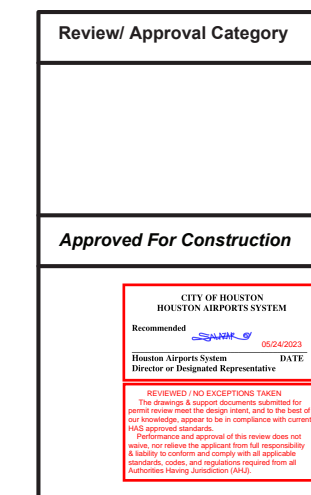 Review/ Approval Category
Approved For Construction
CITY OF HOUSTON
HOUSTON AIRPORTS SYSTEM
Recommended
SALAZAR
05/24/2023
Houston Airports System DATE
Director or Designated Representative
REVIEWED / NO EXCEPTIONS TAKEN
The drawings & support documents submitted for
permit review meet the design intent, and to the best of
our knowledge, appear to be in compliance with current
HAS approved standards.
Performance and approval of this review does not
waive, nor relieve the applicant from full responsibility
& liability to conform and comply with all applicable
standards, codes, and regulations required from all
Authorities Having Jurisdiction (AHJ).